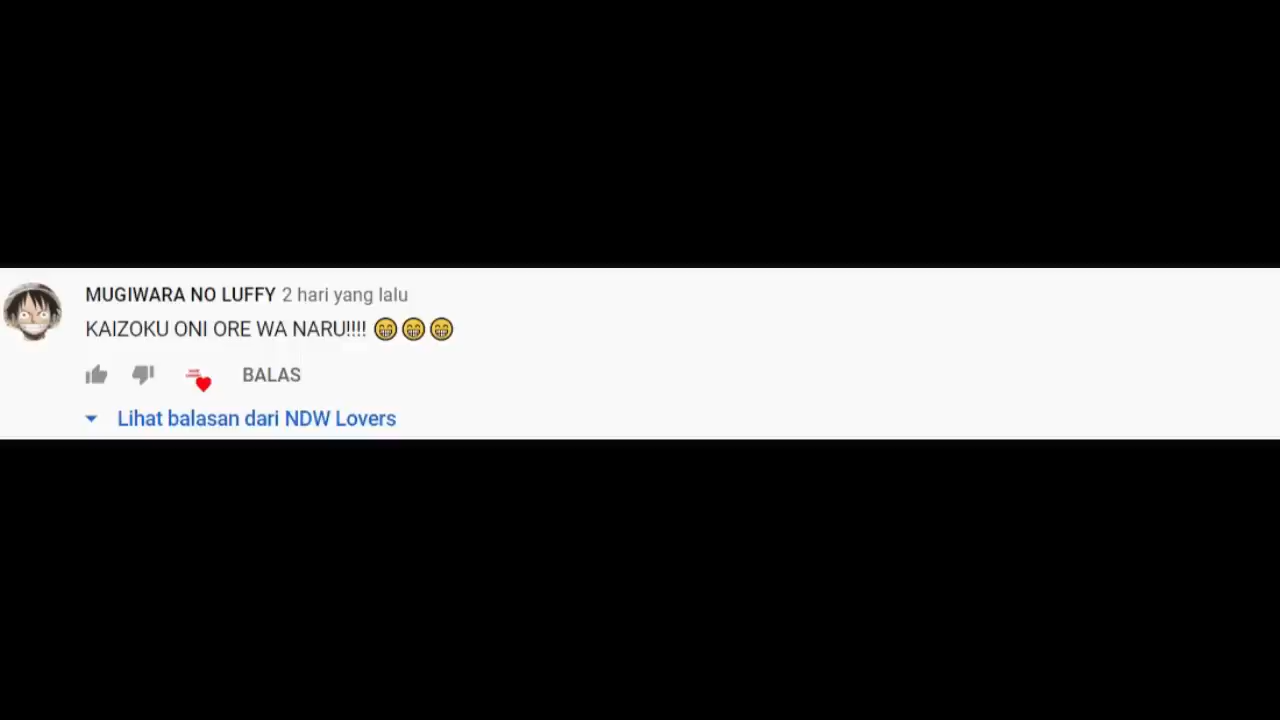 MUGIWARA NO LUFFY 2 hari yang lalu
KAIZOKU ONI ORE WA NARU!!!! 😁😁😁
BALAS
Lihat balasan dari NDW Lovers